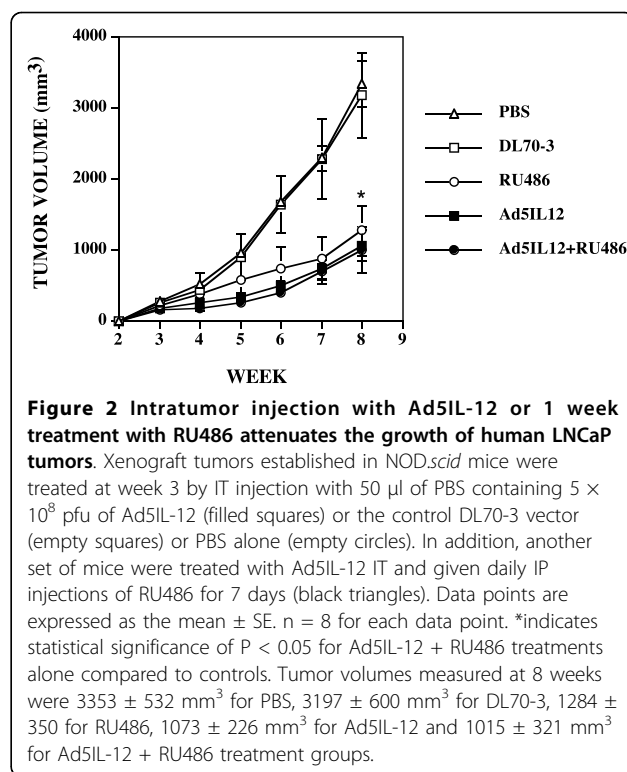 TUMOR VOLUME (mm³)
4000
3000
2000
1000
0
2 3 4 5 6 7 8 9
WEEK
*
PBS
DL70-3
RU486
Ad5IL12
Ad5IL12+RU486
Figure 2 Intratumor injection with Ad5IL-12 or 1 week
treatment with RU486 attenuates the growth of human LNCaP
tumors. Xenograft tumors established in NOD.scid mice were
treated at week 3 by IT injection with 50 μl of PBS containing 5 ×
10⁸ pfu of Ad5IL-12 (filled squares) or the control DL70-3 vector
(empty squares) or PBS alone (empty circles). In addition, another
set of mice were treated with Ad5IL-12 IT and given daily IP
injections of RU486 for 7 days (black triangles). Data points are
expressed as the mean ± SE. n = 8 for each data point. *indicates
statistical significance of P < 0.05 for Ad5IL-12 + RU486 treatments
alone compared to controls. Tumor volumes measured at 8 weeks
were 3353 ± 532 mm³ for PBS, 3197 ± 600 mm³ for DL70-3, 1284 ±
350 for RU486, 1073 ± 226 mm³ for Ad5IL-12 and 1015 ± 321 mm³
for Ad5IL-12 + RU486 treatment groups.